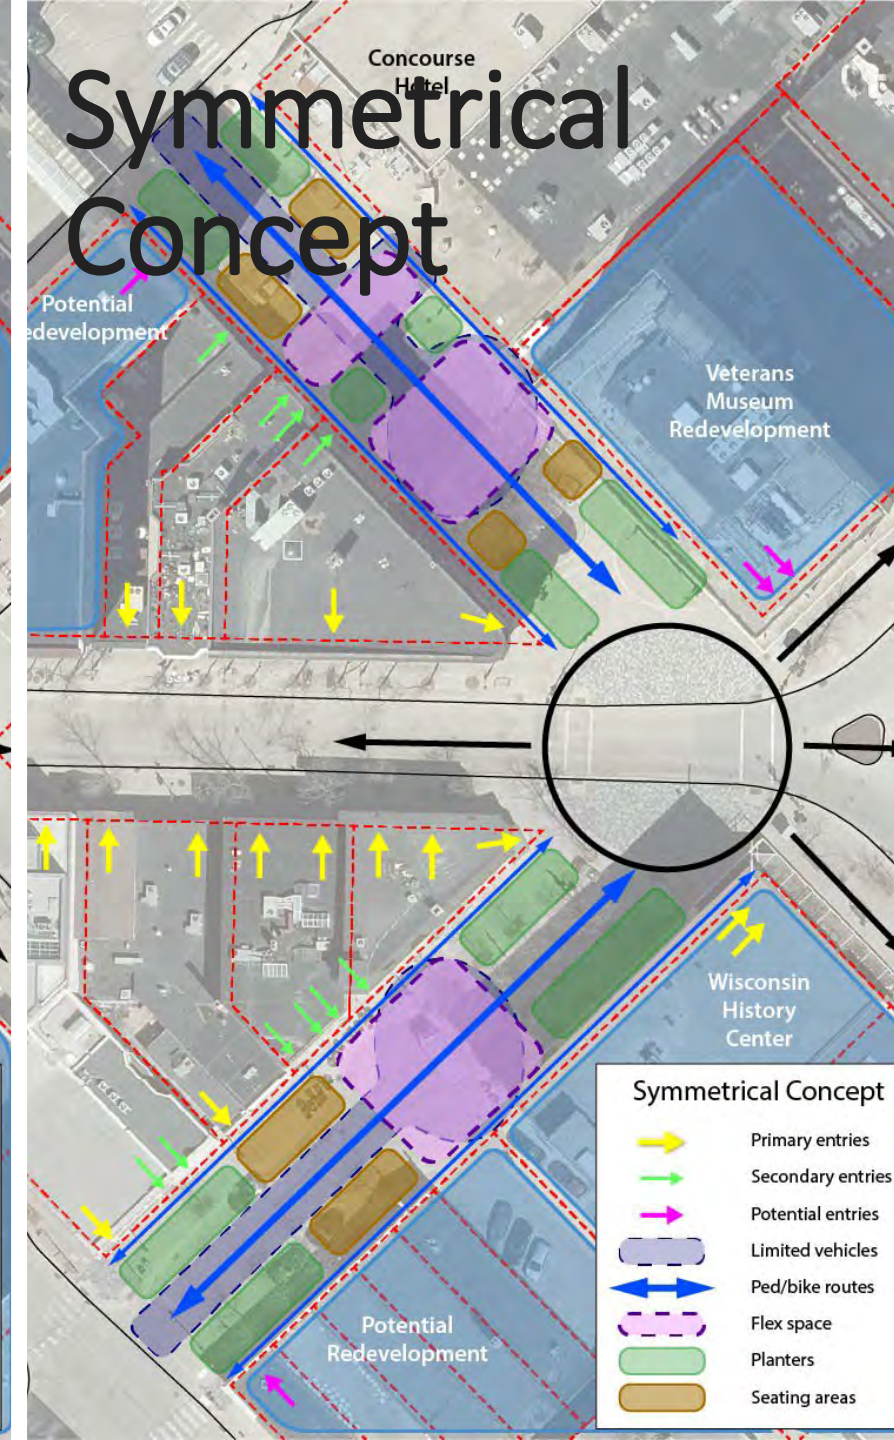 Concourse
Hotel
Symmetrical
Concept
Potential
edevelopment
Veterans
Museum
Redevelopment
Wisconsin
History
Center
Potential
Redevelopment
Symmetrical Concept
Primary entries
Secondary entries
Potential entries
Limited vehicles
Ped/bike routes
Flex space
Planters
Seating areas